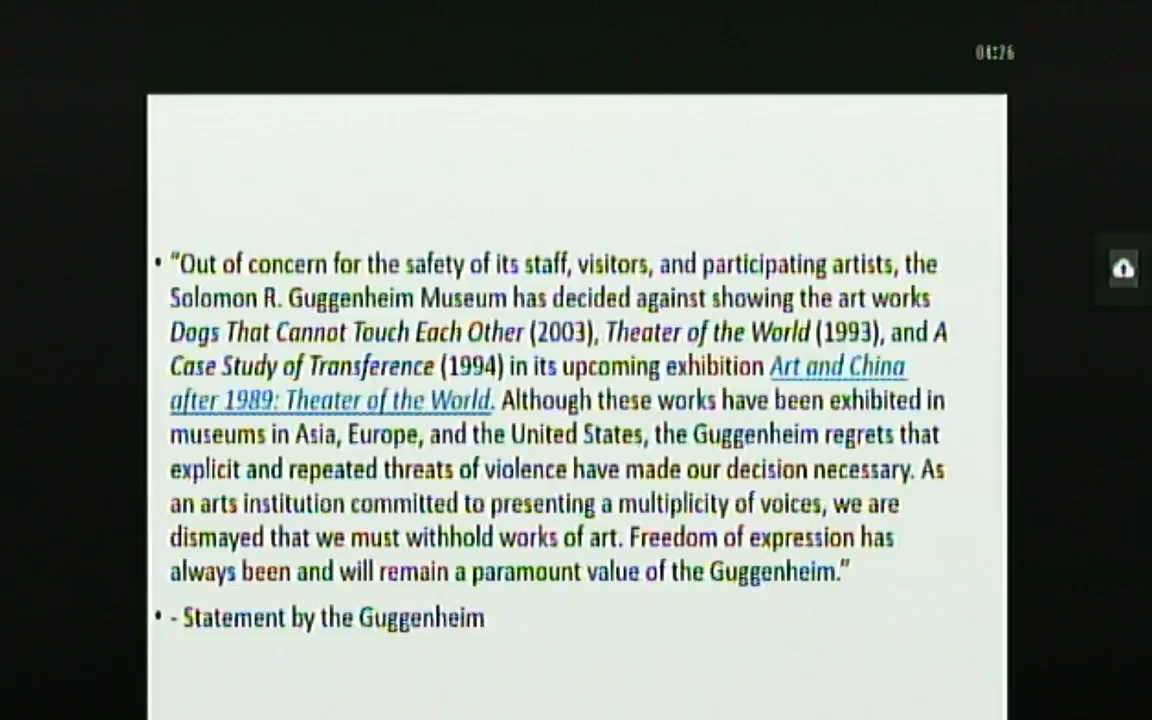 01:26
• "Out of concern for the safety of its staff, visitors, and participating artists, the
Solomon R. Guggenheim Museum has decided against showing the art works
Dogs That Cannot Touch Each Other (2003), Theater of the World (1993), and A
Case Study of Transference (1994) in its upcoming exhibition Art and China
after 1989: Theater of the World. Although these works have been exhibited in
museums in Asia, Europe, and the United States, the Guggenheim regrets that
explicit and repeated threats of violence have made our decision necessary. As
an arts institution committed to presenting a multiplicity of voices, we are
dismayed that we must withhold works of art. Freedom of expression has
always been and will remain a paramount value of the Guggenheim."
• - Statement by the Guggenheim